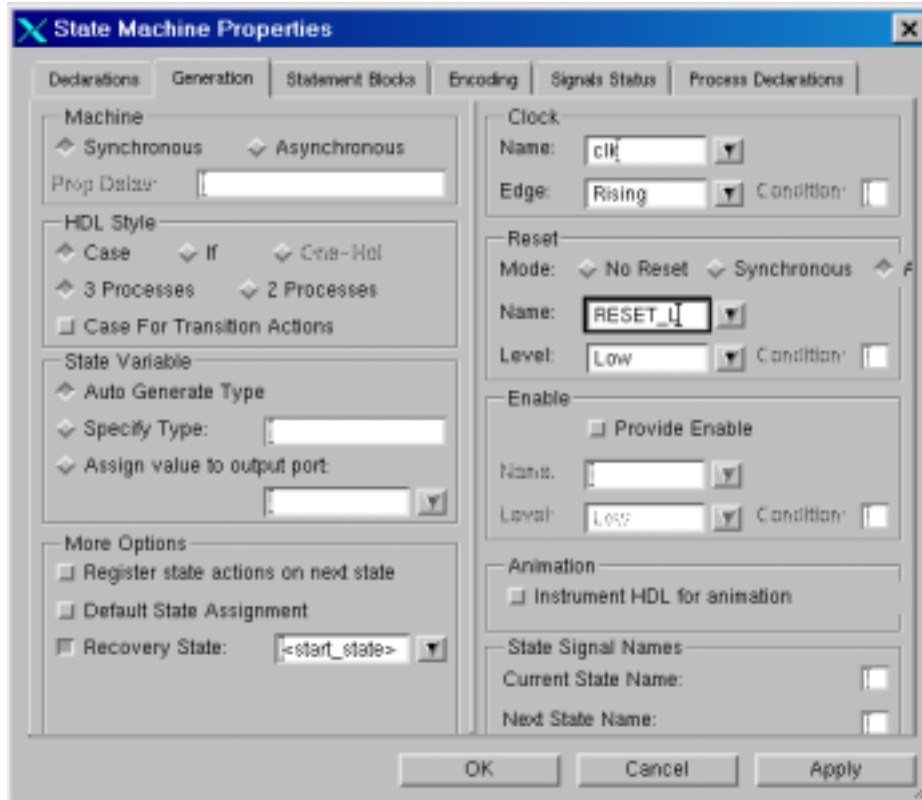 State Machine Properties
Declarations Generation Statement Blocks Encoding Signals Status Process Declarations
Machine
Synchronous Asynchronous
Prop Delay:
HDL Style
Case If One-Hot
3 Processes 2 Processes
Case For Transition Actions
State Variable
Auto Generate Type
Specify Type:
Assign value to output port:
More Options
Register state actions on next state
Default State Assignment
Recovery State: <start_state>
Clock
Name: clk
Edge: Rising Condition:
Reset
Mode: No Reset Synchronous
Name: RESET_L
Level: Low Condition:
Enable
Provide Enable
Name:
Level: Low Condition:
Animation
Instrument HDL for animation
State Signal Names
Current State Name:
Next State Name:
OK Cancel Apply